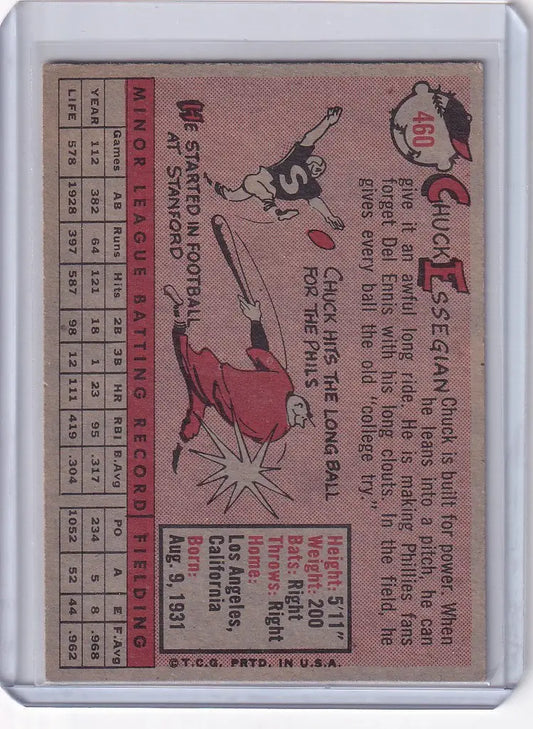 460
CHUCK ESSEGIAN
Chuck is built for power. When
he leans into a pitch, he can
give it an awful long ride. He is making Phillies fans
forget Del Ennis with his long clouts. In the field, he
gives every ball the old "college try."
S
HE STARTED IN FOOTBALL
AT STANFORD
CHUCK HITS THE LONG BALL
FOR THE PHILS
Height: 5'11"
Weight: 200
Bats: Right
Throws: Right
Home:
Los Angeles,
California
Born:
Aug. 9, 1931
MINOR LEAGUE BATTING RECORD FIELDING
Games AB Runs Hits 2B 3B HR RBI B.Avg PO A E F.Avg
YEAR 112 382 64 121 18 1 23 95 .317 234 5 8 .968
LIFE 578 1928 397 587 98 12 111 419 .304 1052 52 44 .962
© T.C.G. PRTD. IN U.S.A.